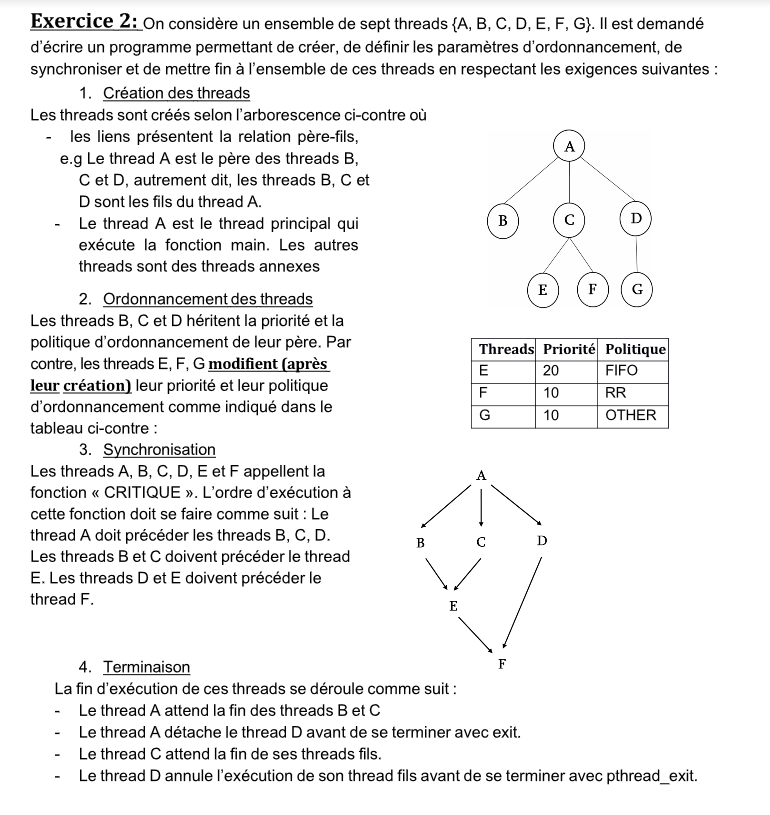 Exercice 2: On considère un ensemble de sept threads {A, B, C, D, E, F, G}. Il est demandé
d'écrire un programme permettant de créer, de définir les paramètres d'ordonnancement, de
synchroniser et de mettre fin à l'ensemble de ces threads en respectant les exigences suivantes :
1. Création des threads
Les threads sont créés selon l'arborescence ci-contre où
- les liens présentent la relation père-fils,
e.g Le thread A est le père des threads B,
C et D, autrement dit, les threads B, C et
D sont les fils du thread A.
- Le thread A est le thread principal qui
exécute la fonction main. Les autres
threads sont des threads annexes
A
B C D
E F G
2. Ordonnancement des threads
Les threads B, C et D héritent la priorité et la
politique d'ordonnancement de leur père. Par
contre, les threads E, F, G modifient (après
leur création) leur priorité et leur politique
d'ordonnancement comme indiqué dans le
tableau ci-contre :
Threads Priorité Politique
E 20 FIFO
F 10 RR
G 10 OTHER
3. Synchronisation
Les threads A, B, C, D, E et F appellent la
fonction « CRITIQUE ». L'ordre d'exécution à
cette fonction doit se faire comme suit : Le
thread A doit précéder les threads B, C, D.
Les threads B et C doivent précéder le thread
E. Les threads D et E doivent précéder le
thread F.
A
B C D
E
F
4. Terminaison
La fin d'exécution de ces threads se déroule comme suit :
- Le thread A attend la fin des threads B et C
- Le thread A détache le thread D avant de se terminer avec exit.
- Le thread C attend la fin de ses threads fils.
- Le thread D annule l'exécution de son thread fils avant de se terminer avec pthread_exit.